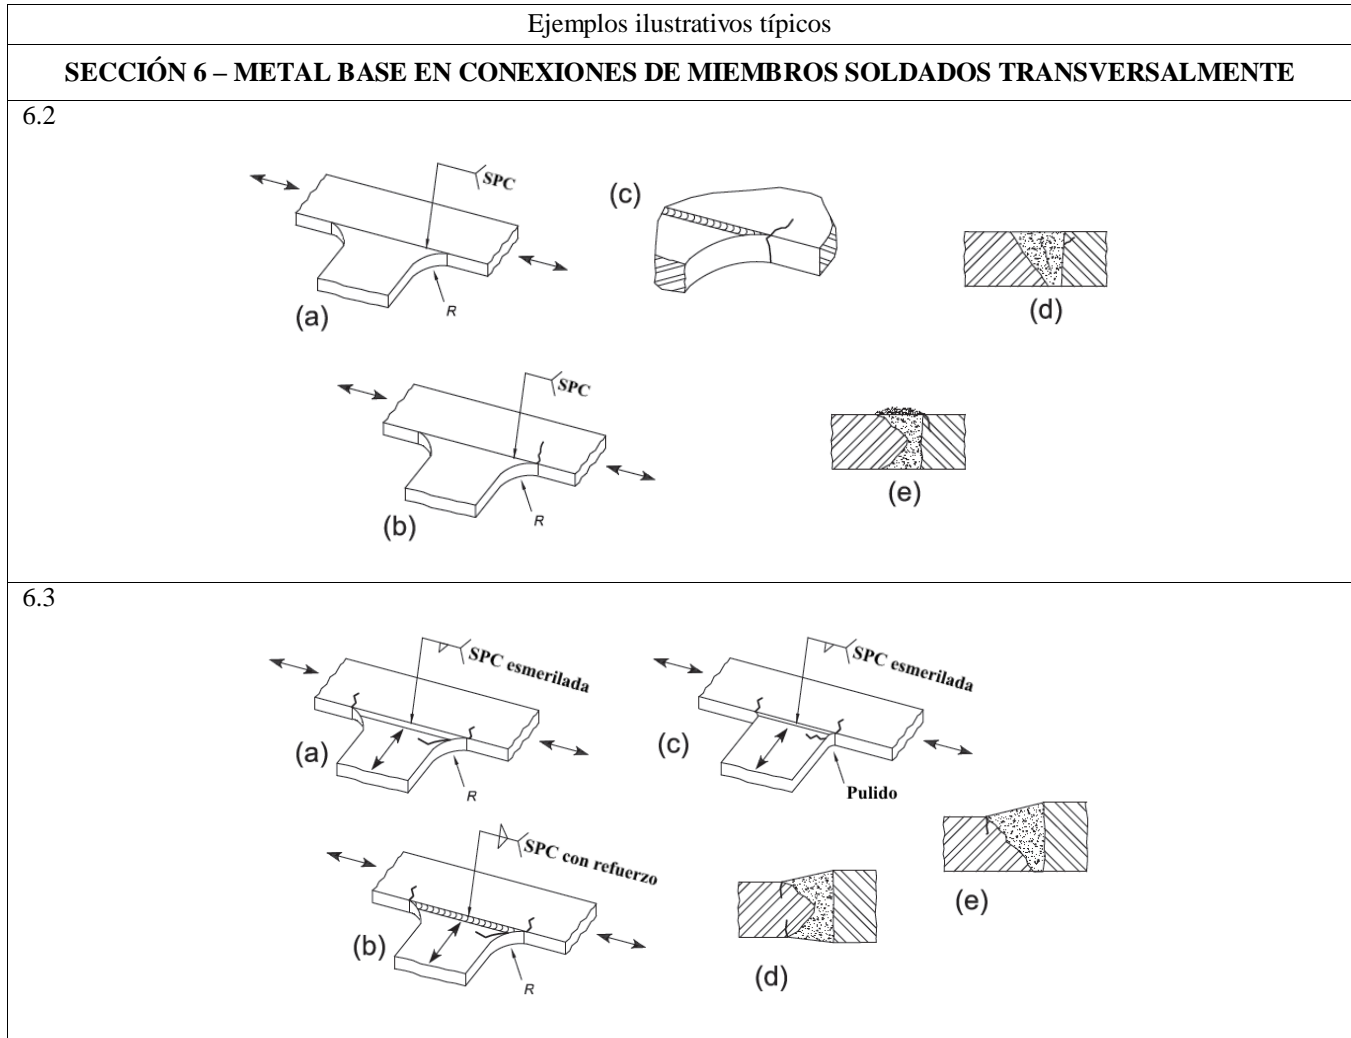 Ejemplos ilustrativos típicos
SECCIÓN 6 – METAL BASE EN CONEXIONES DE MIEMBROS SOLDADOS TRANSVERSALMENTE
6.2
SPC
R
(a)
(c)
(d)
SPC
R
(b)
(e)
6.3
SPC esmerilada
R
(a)
SPC esmerilada
(c)
Pulido
SPC con refuerzo
R
(b)
(d)
(e)